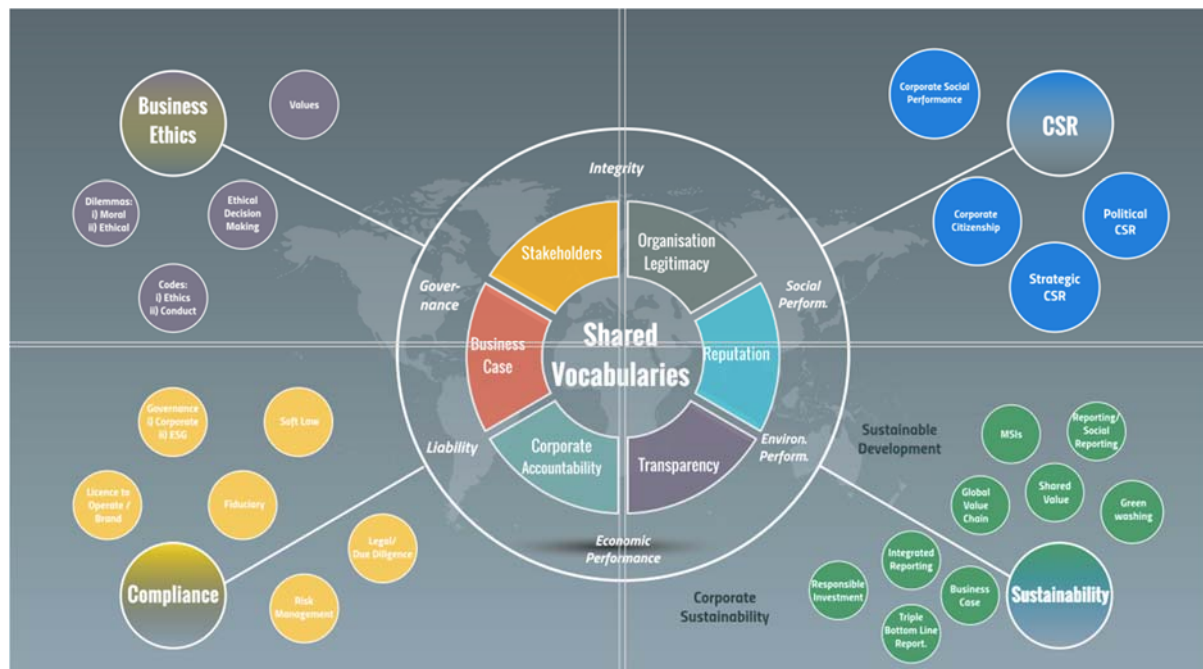 Business
Ethics
Values
Dilemmas:
i) Moral
ii) Ethical
Ethical
Decision
Making
Codes:
i) Ethics
ii) Conduct
Corporate Social
Performance
CSR
Corporate
Citizenship
Political
CSR
Strategic
CSR
Integrity
Gover-
nance
Social
Perform.
Liability
Environ.
Perform.
Economic
Performance
Stakeholders
Organisation
Legitimacy
Business
Case
Shared
Vocabularies
Reputation
Corporate
Accountability
Transparency
Governance
i) Corporate
ii) ESG
Soft Low
Licence to
Operate /
Brand
Fiduciory
Legal/
Due Diligence
Risk
Management
Compliance
Sustainable
Development
MSIs
Reporting/
Social
Reporting
Global
Value
Chain
Shared
Value
Green
washing
Integrated
Reporting
Responsible
Investment
Business
Case
Triple
Bottom Line
Report.
Corporate
Sustainability
Sustainability